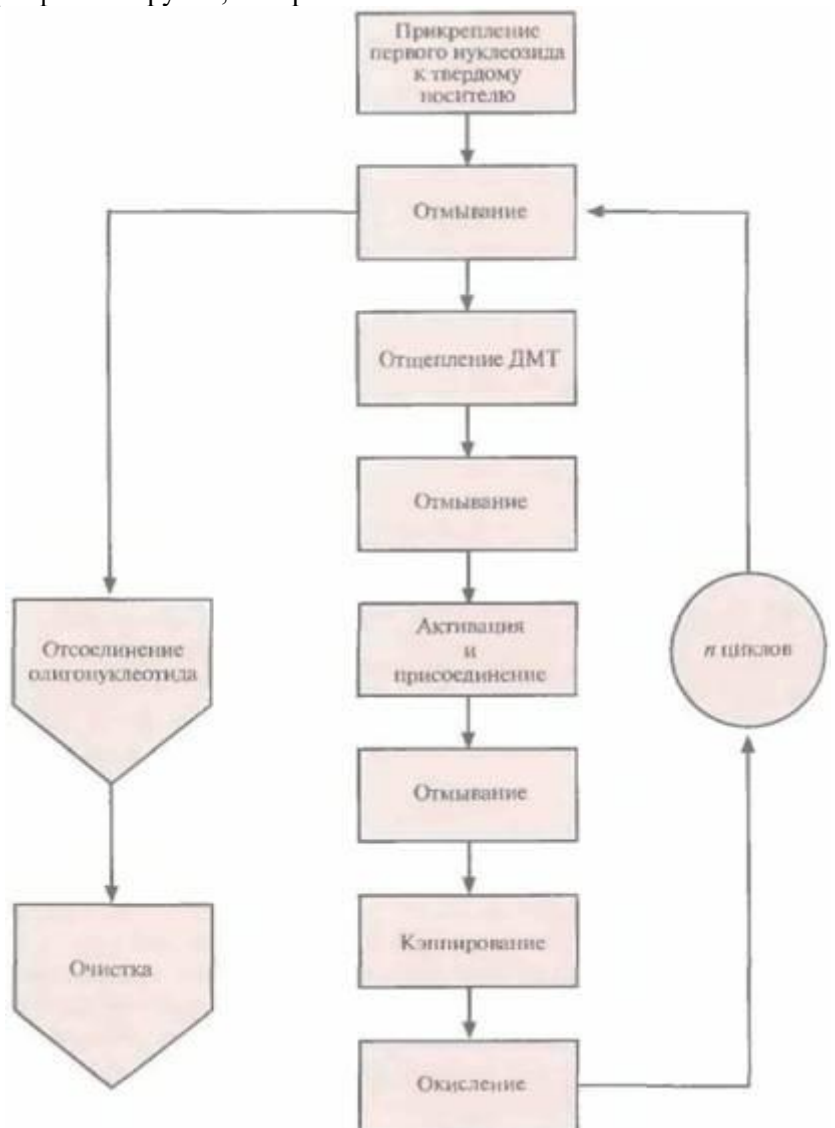 Прикрепление
первого нуклеозида
к твердому
носителю
Отмывание
Отщепление ДМТ
Отмывание
Активация
и
присоединение
Отсоединение
олигонуклеотида
n циклов
Отмывание
Кэппирование
Очистка
Окисление